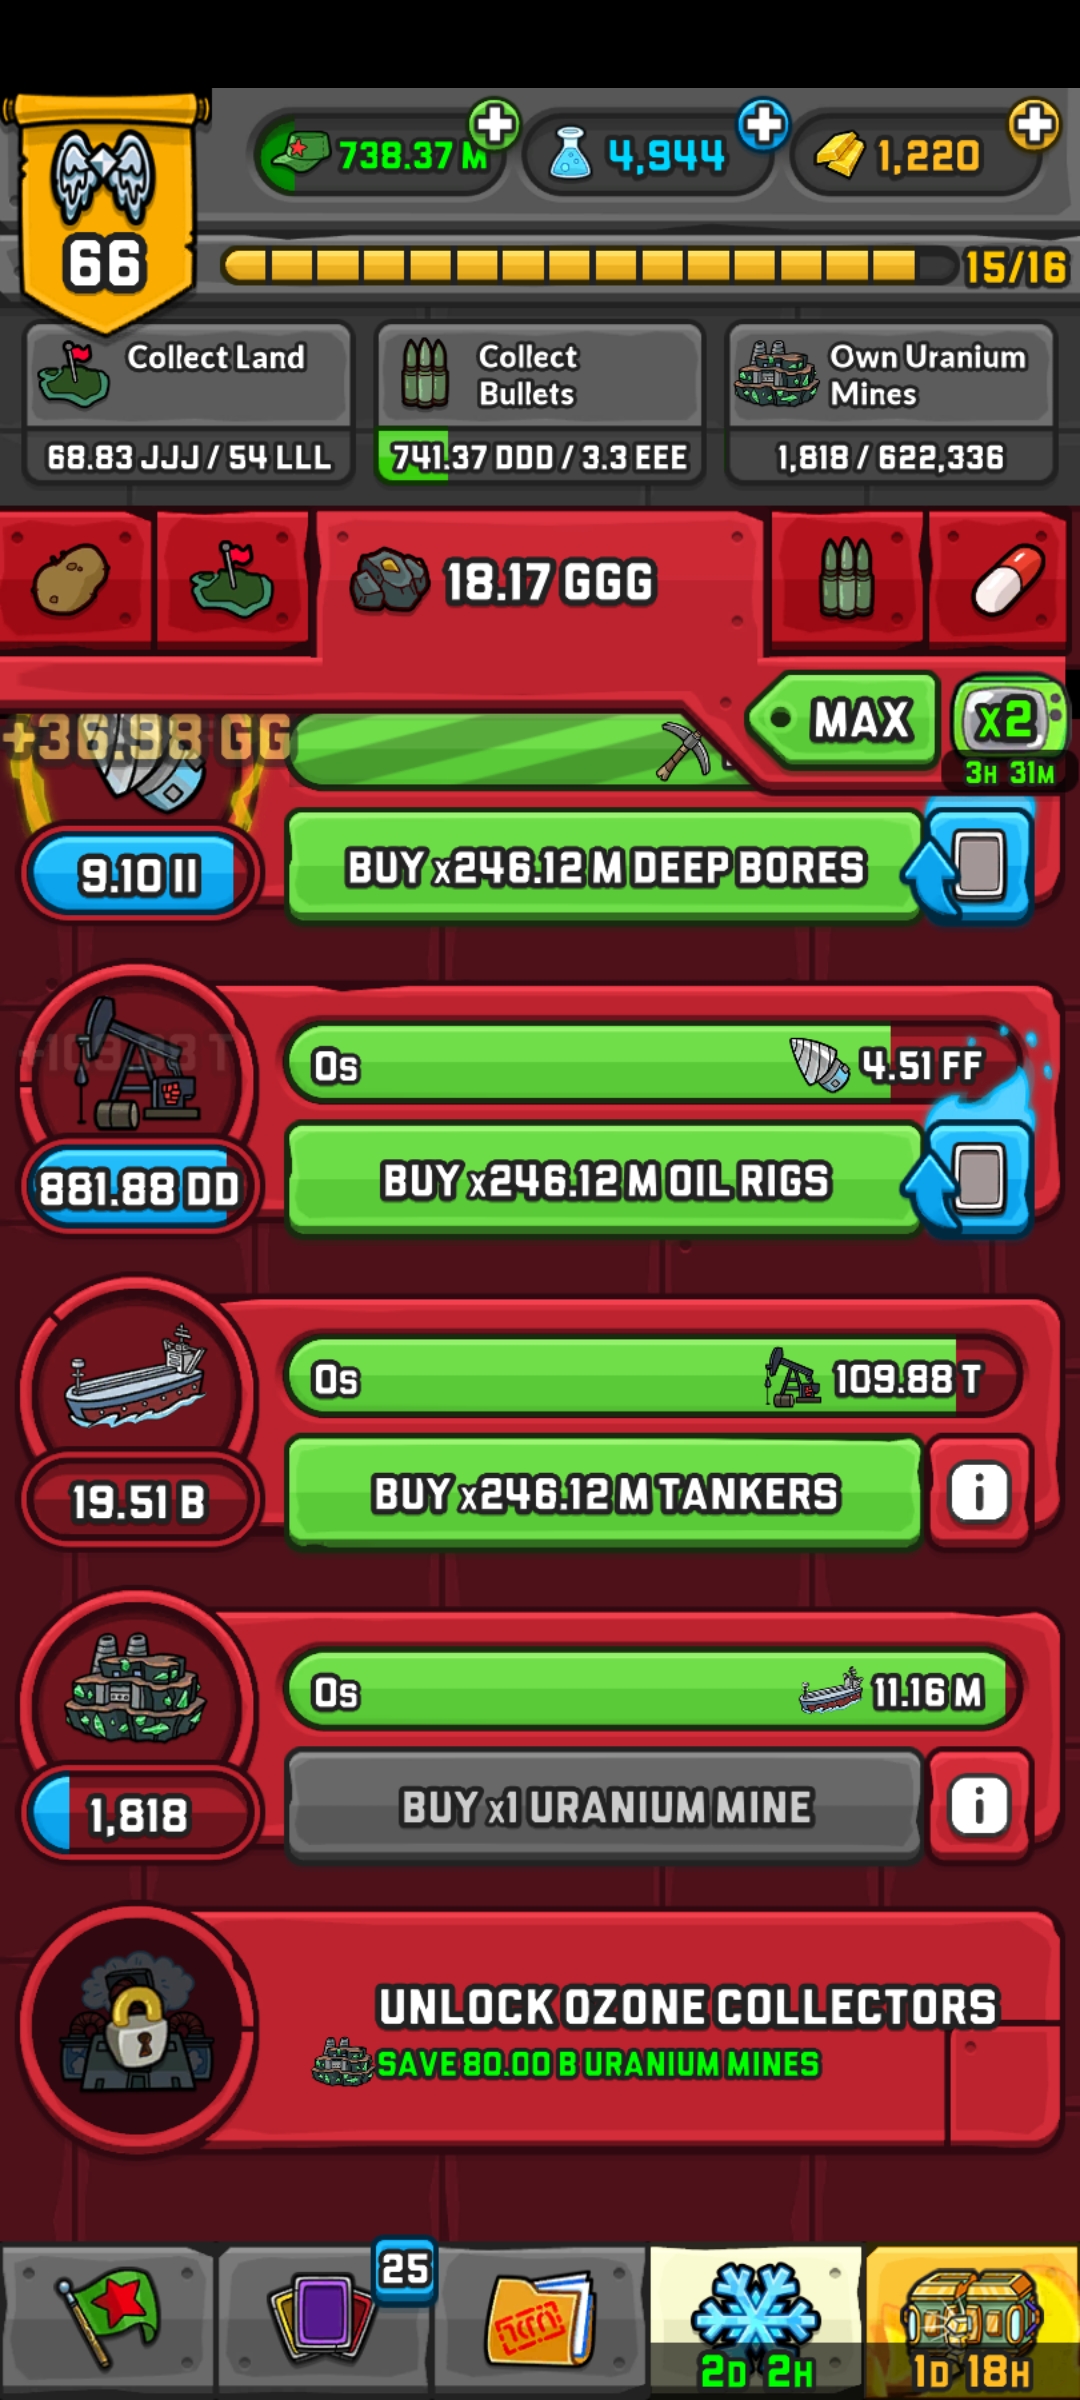 66
738.37 M
4,944
1,220
15/16
Collect Land
68.83 JJJ / 54 LLL
Collect
Bullets
741.37 DDD / 3.3 EEE
Own Uranium
Mines
1,818 / 622,336
18.17 GGG
MAX
x2
3H 31M
+36.98 GG
9.10 II
BUY x246.12 M DEEP BORES
0s
4.51 FF
881.88 DD
BUY x246.12 M OIL RIGS
0s
109.88 T
19.51 B
BUY x246.12 M TANKERS
i
0s
11.16 M
1,818
BUY x1 URANIUM MINE
i
UNLOCK OZONE COLLECTORS
SAVE 80.00 B URANIUM MINES
25
2D 2H
1D 18H